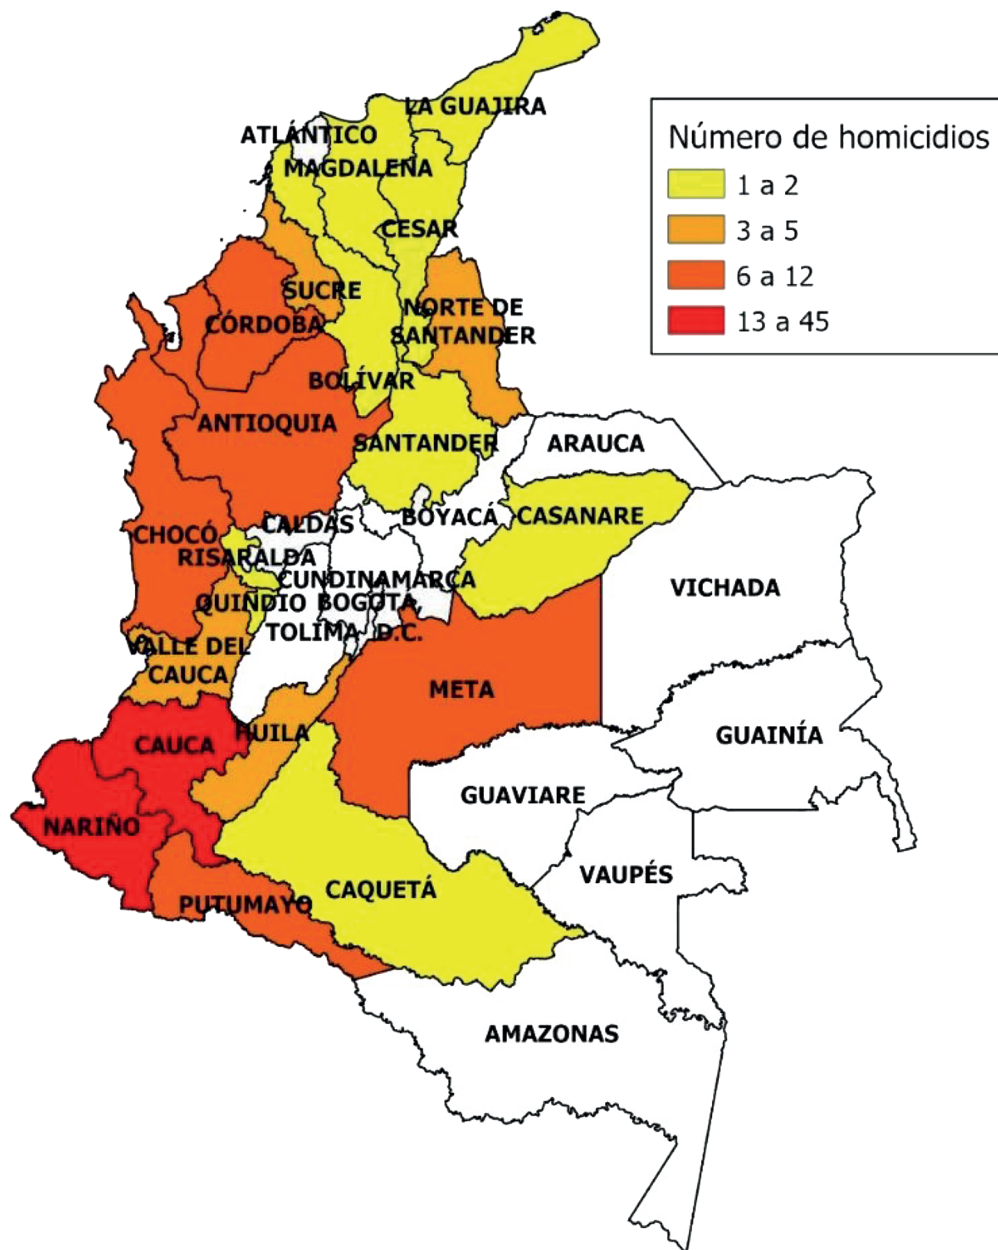 LA GUAJIRA
ATLÁNTICO
MAGDALENA
CESAR
SUCRE
NORTE DE
SANTANDER
CÓRDOBA
BOLÍVAR
ANTIOQUIA
SANTANDER
ARAUCA
CHOCÓ
CALDAS
BOYACÁ
CASANARE
RISARALDA
CUNDINAMARCA
VICHADA
QUINDIO
BOGOTÁ,
D.C.
TOLIMA
VALLE DEL
CAUCA
META
CAUCA
HUILA
GUAINÍA
GUAVIARE
NARIÑO
VAUPÉS
CAQUETÁ
PUTUMAYO
AMAZONAS
Número de homicidios
1 a 2
3 a 5
6 a 12
13 a 45